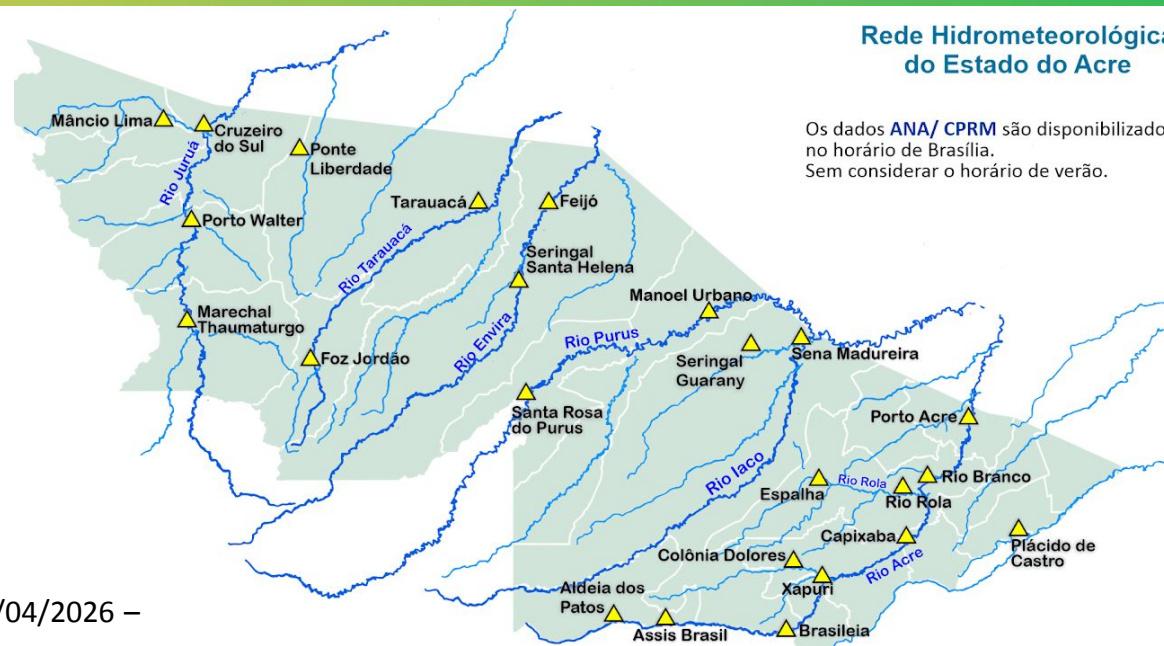 Rede Hidrometeorológica
do Estado do Acre
Os dados ANA/ CPRM são disponibilizado
no horário de Brasília.
Sem considerar o horário de verão.
Mâncio Lima
Cruzeiro
do Sul
Ponte
Liberdade
Rio Juruá
Porto Walter
Tarauacá
Feijó
Rio Tarauacá
Seringal
Santa Helena
Marechal
Thaumaturgo
Foz Jordão
Rio Envira
Manoel Urbano
Rio Purus
Seringal
Guarany
Sena Madureira
Santa Rosa
do Purus
Porto Acre
Rio Iaco
Espalha
Rio Rola
Rio Branco
Rio Rola
Capixaba
Plácido de
Castro
Colônia Dolores
Rio Acre
Xapuri
Aldeia dos
Patos
Assis Brasil
Brasileia
/04/2026 –